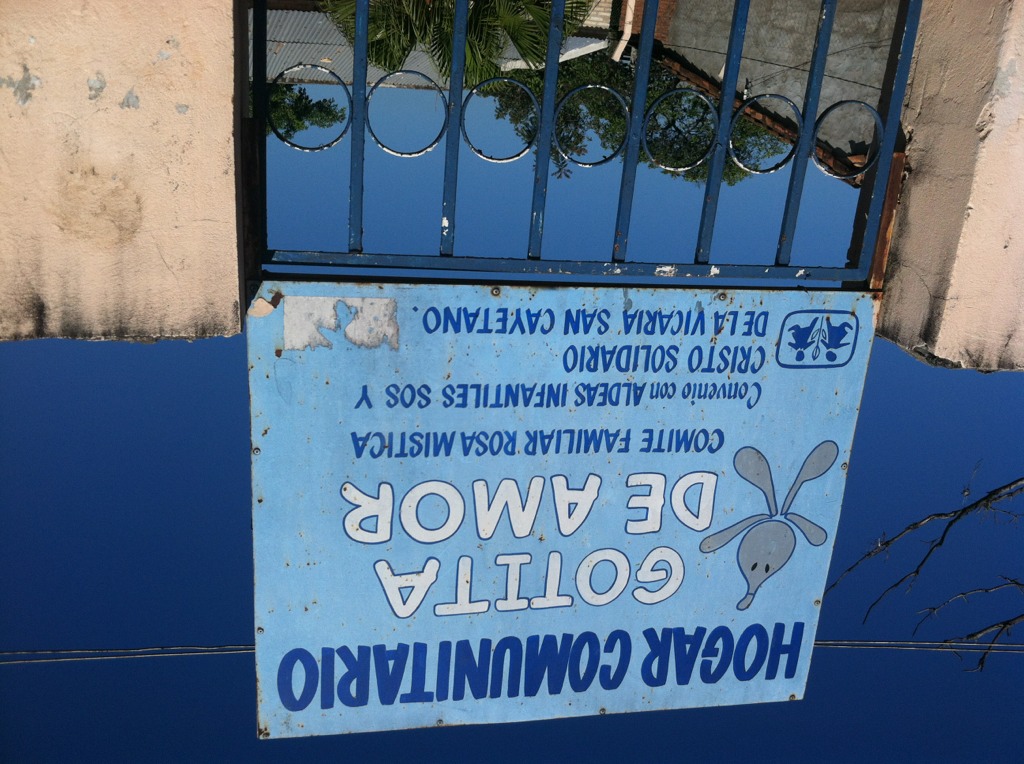 HOGAR COMUNITARIO
GOTITA
DE AMOR
COMITE FAMILIAR ROSA MISTICA
Convenio con ALDEAS INFANTILES SOS Y
CRISTO SOLIDARIO
DE LA VICARIA SAN CAYETANO.